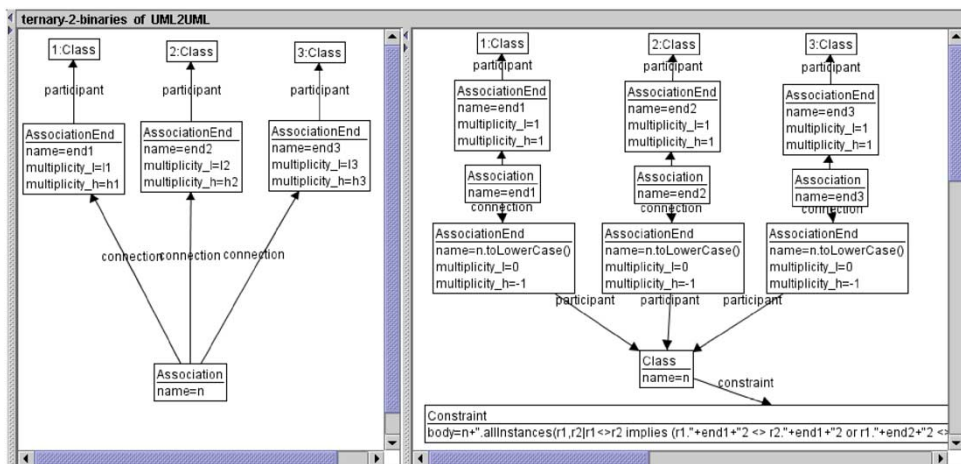 ternary-2-binaries of UML2UML
1:Class
2:Class
3:Class
participant
participant
participant
AssociationEnd
name=end1
multiplicity_l=l1
multiplicity_h=h1
AssociationEnd
name=end2
multiplicity_l=l2
multiplicity_h=h2
AssociationEnd
name=end3
multiplicity_l=l3
multiplicity_h=h3
connection
connection
connection
Association
name=n
1:Class
2:Class
3:Class
participant
participant
participant
AssociationEnd
name=end1
multiplicity_l=1
multiplicity_h=1
AssociationEnd
name=end2
multiplicity_l=1
multiplicity_h=1
AssociationEnd
name=end3
multiplicity_l=1
multiplicity_h=1
Association
name=end1
Association
name=end2
Association
name=end3
connection
connection
connection
AssociationEnd
name=n.toLowerCase()
multiplicity_l=0
multiplicity_h=-1
AssociationEnd
name=n.toLowerCase()
multiplicity_l=0
multiplicity_h=-1
AssociationEnd
name=n.toLowerCase()
multiplicity_l=0
multiplicity_h=-1
participant
participant
participant
Class
name=n
constraint
Constraint
body=n+".allInstances(r1,r2|r1<>r2 implies (r1."+end1+"2 <> r2."+end1+"2 or r1."+end2+"2 <>